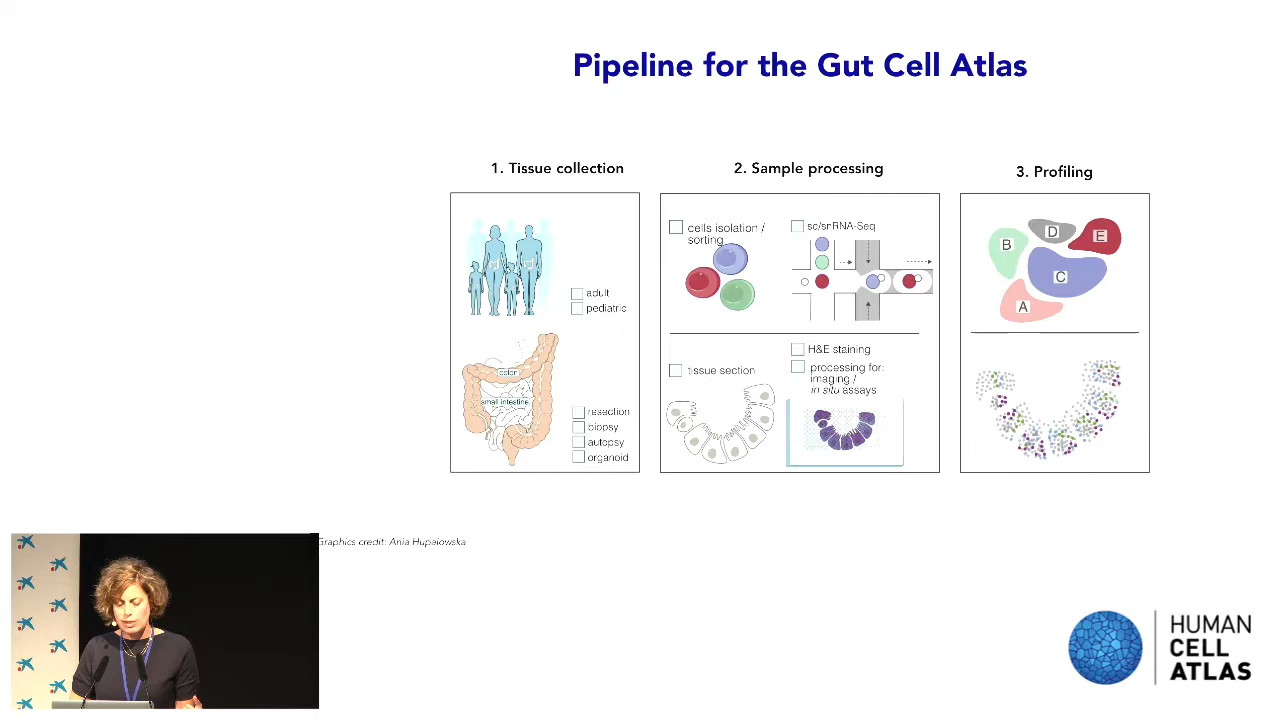 Pipeline for the Gut Cell Atlas
1. Tissue collection
adult
pediatric
colon
small intestine
resection
biopsy
autopsy
organoid
2. Sample processing
cells isolation /
sorting
sc/snRNA-Seq
tissue section
H&E staining
processing for:
imaging /
in situ assays
3. Profiling
B
D
E
C
A
Graphics credit: Ania Hupalowska
HUMAN
CELL
ATLAS